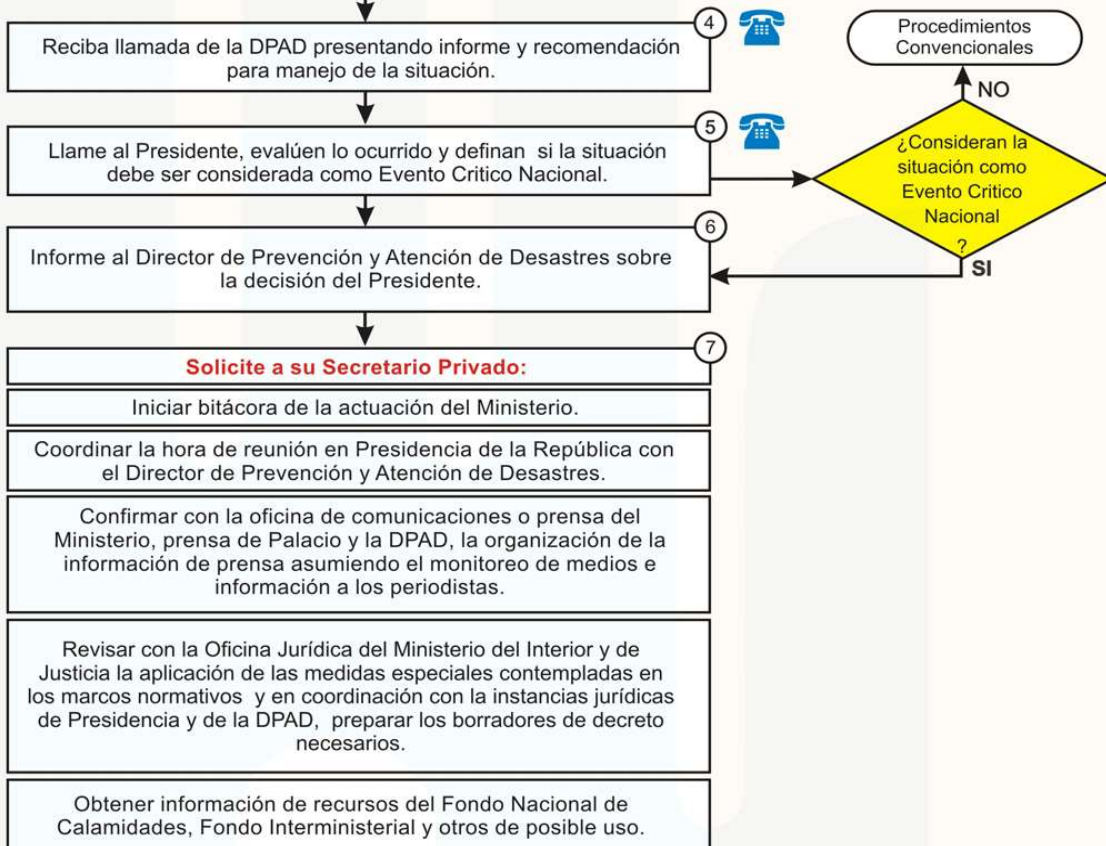 4
Reciba llamada de la DPAD presentando informe y recomendación
para manejo de la situación.
Procedimientos
Convencionales
NO
5
Llame al Presidente, evalúen lo ocurrido y definan si la situación
debe ser considerada como Evento Critico Nacional.
¿Consideran la
situación como
Evento Critico
Nacional
?
SI
6
Informe al Director de Prevención y Atención de Desastres sobre
la decisión del Presidente.
7
Solicite a su Secretario Privado:
Iniciar bitácora de la actuación del Ministerio.
Coordinar la hora de reunión en Presidencia de la República con
el Director de Prevención y Atención de Desastres.
Confirmar con la oficina de comunicaciones o prensa del
Ministerio, prensa de Palacio y la DPAD, la organización de la
información de prensa asumiendo el monitoreo de medios e
información a los periodistas.
Revisar con la Oficina Jurídica del Ministerio del Interior y de
Justicia la aplicación de las medidas especiales contempladas en
los marcos normativos y en coordinación con la instancias jurídicas
de Presidencia y de la DPAD, preparar los borradores de decreto
necesarios.
Obtener información de recursos del Fondo Nacional de
Calamidades, Fondo Interministerial y otros de posible uso.